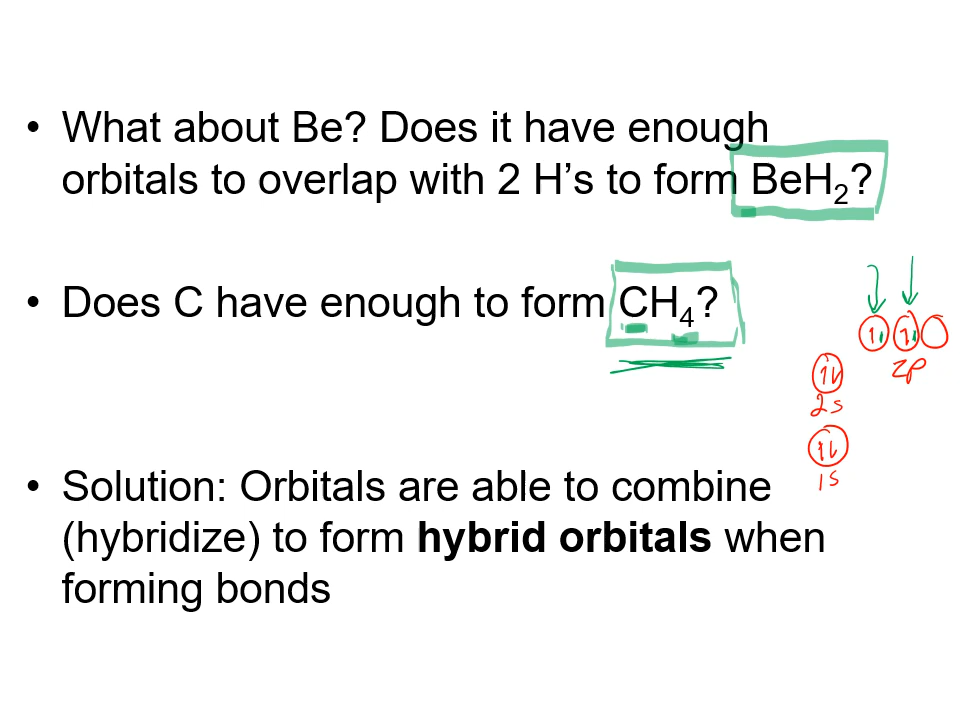 • What about Be? Does it have enough
orbitals to overlap with 2 H’s to form BeH₂?
• Does C have enough to form CH₄?
2p
2s
1s
• Solution: Orbitals are able to combine
(hybridize) to form hybrid orbitals when
forming bonds